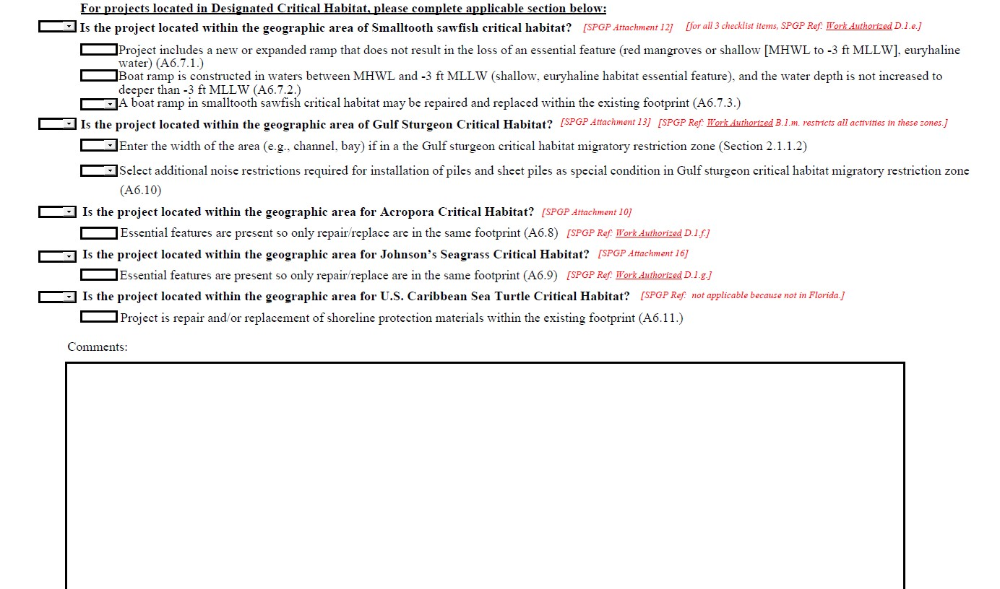 For projects located in Designated Critical Habitat, please complete applicable section below:
Is the project located within the geographic area of Smalltooth sawfish critical habitat? [SPGP Attachment 12] [for all 3 checklist items, SPGP Ref: Work Authorized D.1.e.]
Project includes a new or expanded ramp that does not result in the loss of an essential feature (red mangroves or shallow [MHWL to -3 ft MLLW], euryhaline
water) (A6.7.1.)
Boat ramp is constructed in waters between MHWL and -3 ft MLLW (shallow, euryhaline habitat essential feature), and the water depth is not increased to
deeper than -3 ft MLLW (A6.7.2.)
A boat ramp in smalltooth sawfish critical habitat may be repaired and replaced within the existing footprint (A6.7.3.)
Is the project located within the geographic area of Gulf Sturgeon Critical Habitat? [SPGP Attachment 13] [SPGP Ref: Work Authorized B.1.m. restricts all activities in these zones.]
Enter the width of the area (e.g., channel, bay) if in a the Gulf sturgeon critical habitat migratory restriction zone (Section 2.1.1.2)
Select additional noise restrictions required for installation of piles and sheet piles as special condition in Gulf sturgeon critical habitat migratory restriction zone
(A6.10)
Is the project located within the geographic area for Acropora Critical Habitat? [SPGP Attachment 10]
Essential features are present so only repair/replace are in the same footprint (A6.8) [SPGP Ref: Work Authorized D.1.f.]
Is the project located within the geographic area for Johnson’s Seagrass Critical Habitat? [SPGP Attachment 16]
Essential features are present so only repair/replace are in the same footprint (A6.9) [SPGP Ref: Work Authorized D.1.g.]
Is the project located within the geographic area for U.S. Caribbean Sea Turtle Critical Habitat? [SPGP Ref: not applicable because not in Florida.]
Project is repair and/or replacement of shoreline protection materials within the existing footprint (A6.11.)
Comments: